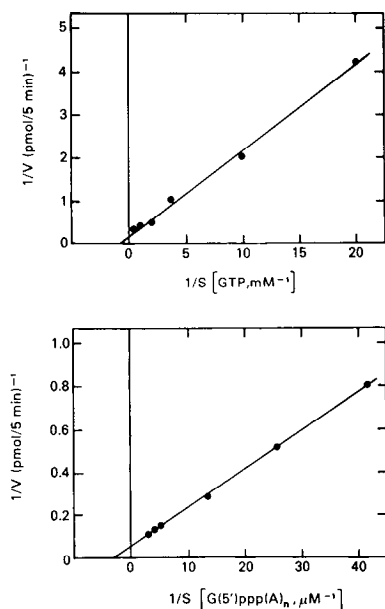 1/V (pmol/5 min)⁻¹
5
4
3
2
1
0
0 5 10 15 20
1/S [GTP,mM⁻¹]
1/V (pmol/5 min)⁻¹
1.0
0.8
0.6
0.4
0.2
0
0 10 20 30 40
1/S [G(5')ppp(A)n, μM⁻¹]